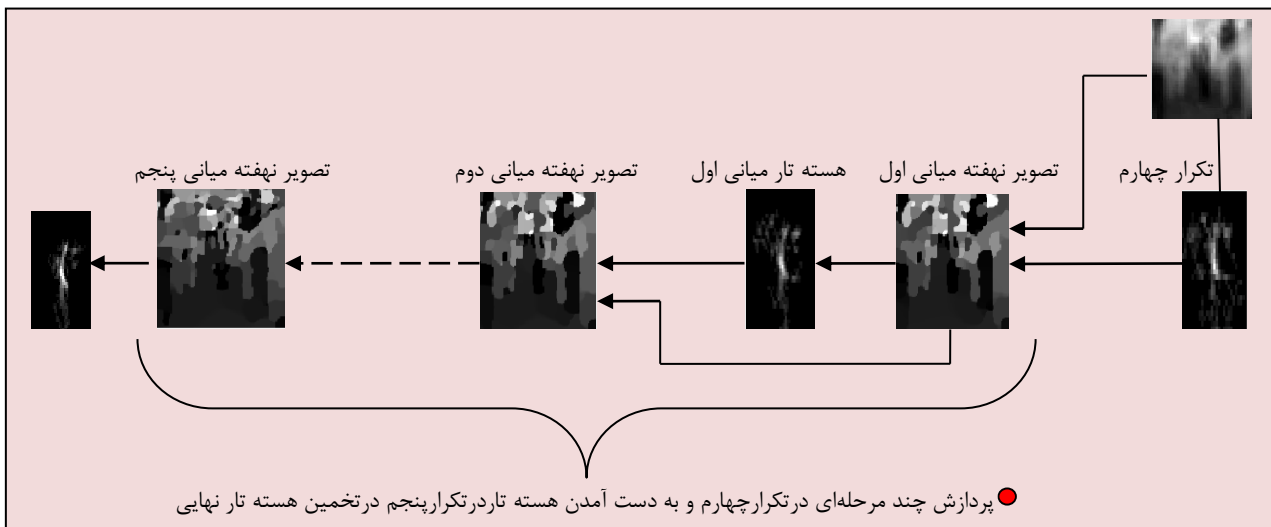 تکرار چهارم
تصویر نهفته میانی اول
هسته تار میانی اول
تصویر نهفته میانی دوم
تصویر نهفته میانی پنجم
پردازش چند مرحله‌ای درتکرارچهارم و به دست آمدن هسته تاردرتکرارپنجم درتخمین هسته تار نهایی